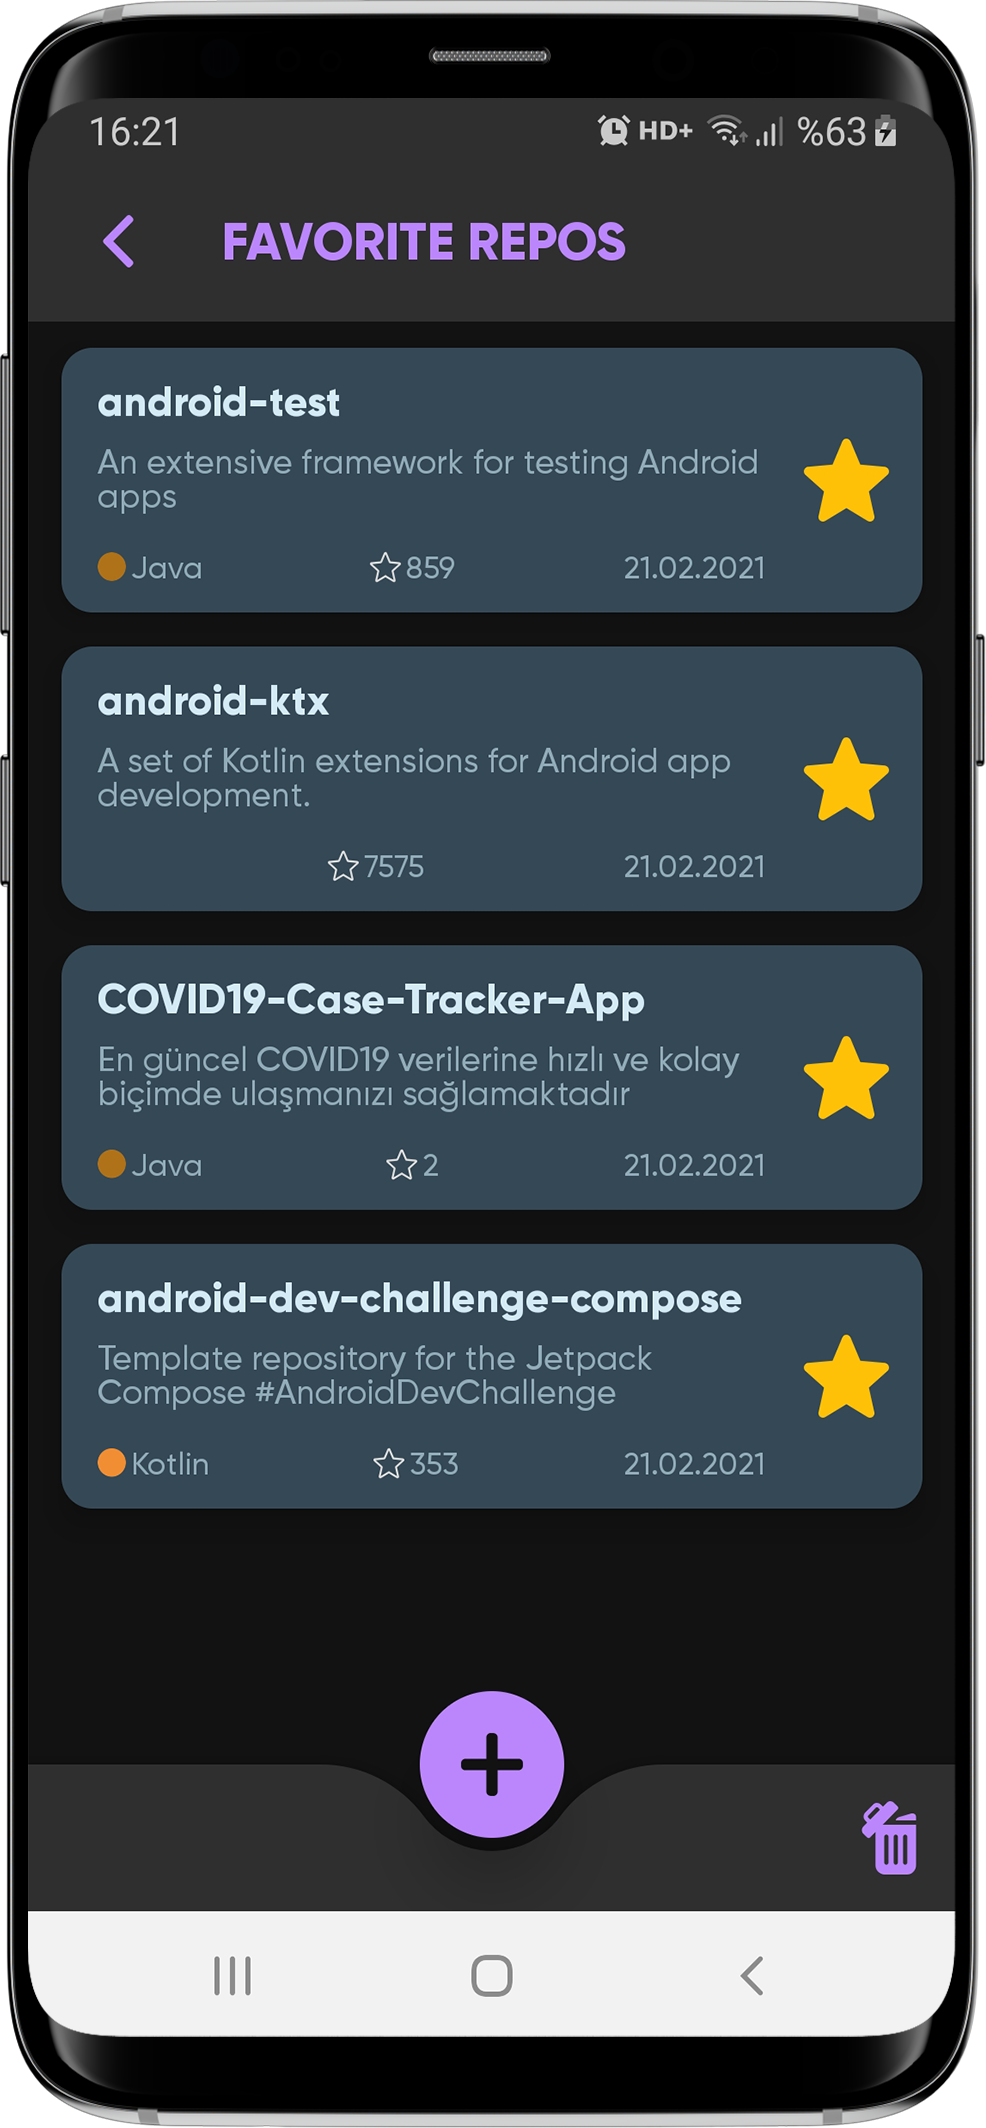 16:21 HD+ %63
FAVORITE REPOS
android-test
An extensive framework for testing Android
apps
Java 859 21.02.2021
android-ktx
A set of Kotlin extensions for Android app
development.
7575 21.02.2021
COVID19-Case-Tracker-App
En güncel COVID19 verilerine hızlı ve kolay
biçimde ulaşmanızı sağlamaktadır
Java 2 21.02.2021
android-dev-challenge-compose
Template repository for the Jetpack
Compose #AndroidDevChallenge
Kotlin 353 21.02.2021